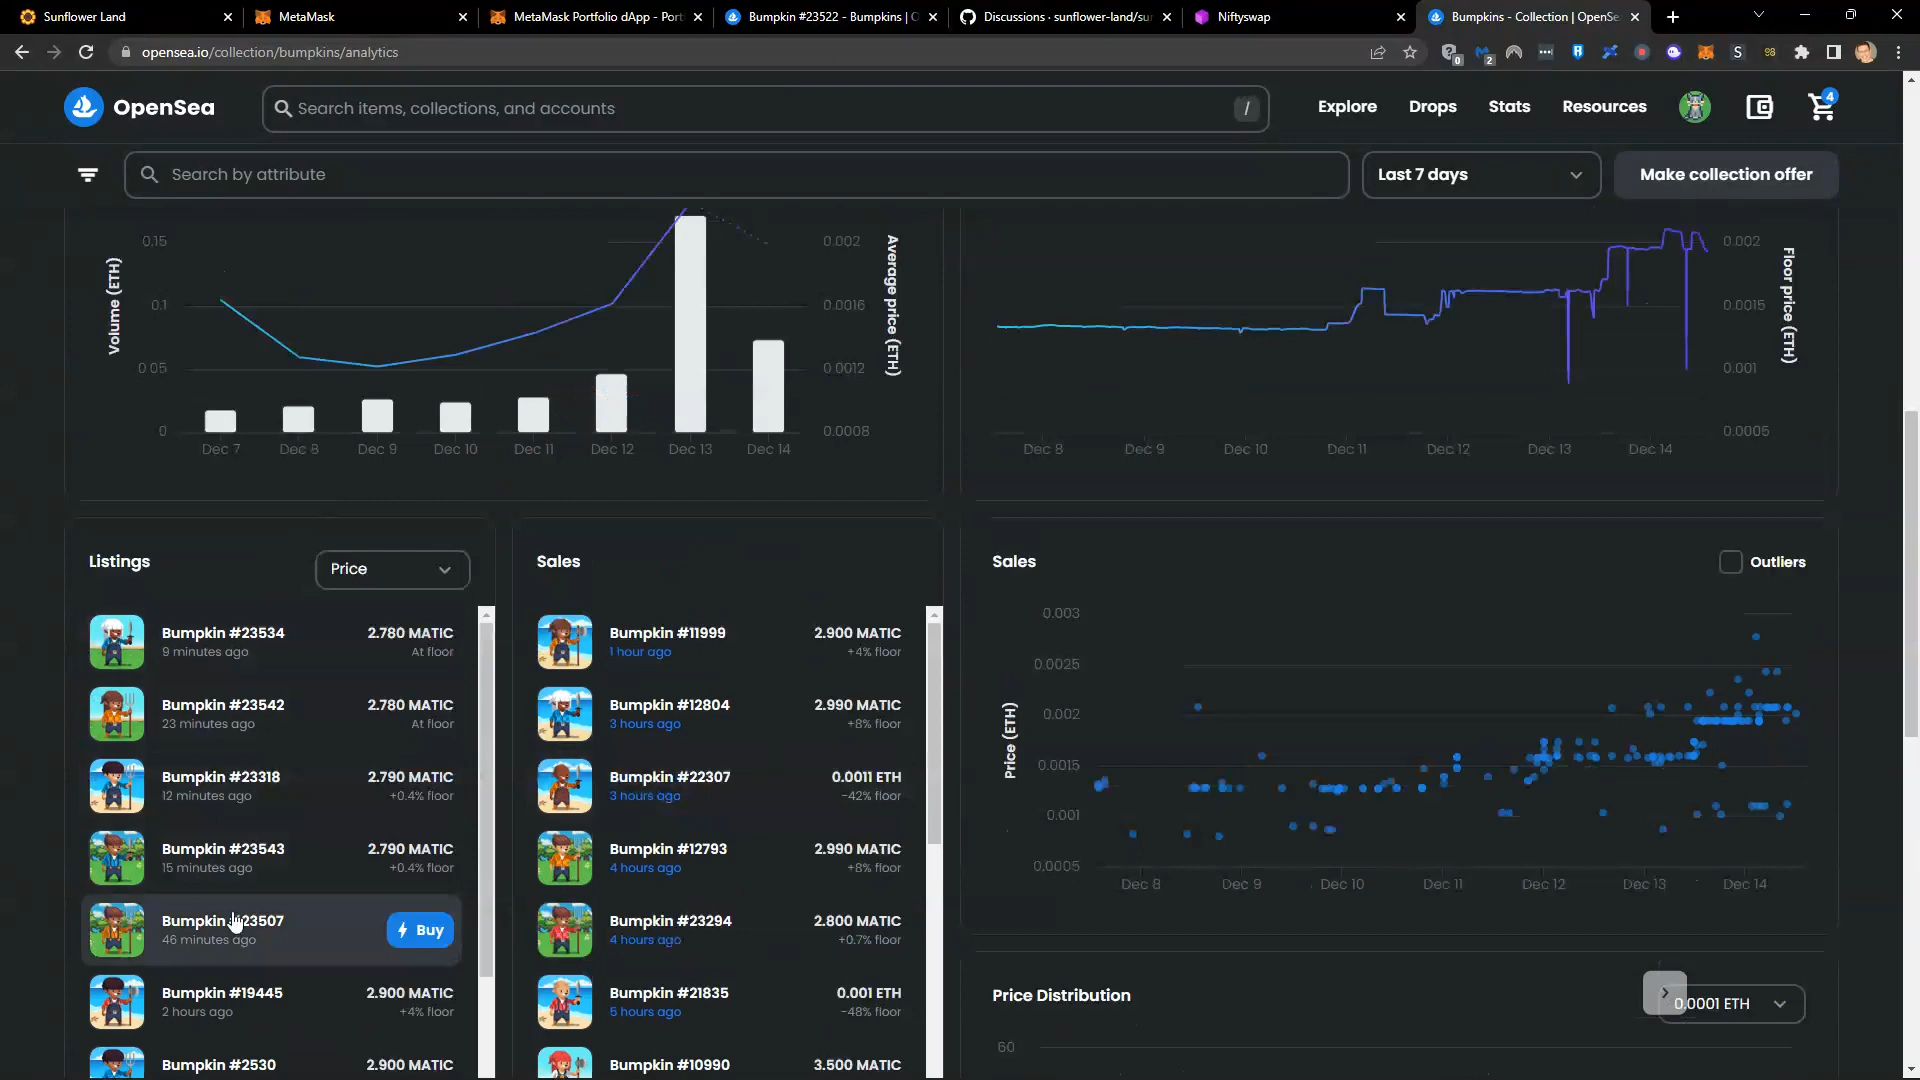 Sunflower Land
MetaMask
MetaMask Portfolio dApp - Port
Bumpkin #23522 - Bumpkins | O
Discussions · sunflower-land/su
Niftyswap
Bumpkins - Collection | OpenSe
opensea.io/collection/bumpkins/analytics
0
2
S
98
OpenSea
Search items, collections, and accounts
/
Explore
Drops
Stats
Resources
4
Search by attribute
Last 7 days
Make collection offer
Volume (ETH)
0.15
0.1
0.05
0
0.002
0.0016
0.0012
0.0008
Average price (ETH)
Dec 7
Dec 8
Dec 9
Dec 10
Dec 11
Dec 12
Dec 13
Dec 14
0.002
0.0015
0.001
0.0005
Floor price (ETH)
Dec 8
Dec 9
Dec 10
Dec 11
Dec 12
Dec 13
Dec 14
Listings
Price
Bumpkin #23534
2.780 MATIC
9 minutes ago
At floor
Bumpkin #23542
2.780 MATIC
23 minutes ago
At floor
Bumpkin #23318
2.790 MATIC
12 minutes ago
+0.4% floor
Bumpkin #23543
2.790 MATIC
15 minutes ago
+0.4% floor
Bumpkin #23507
46 minutes ago
Buy
Bumpkin #19445
2.900 MATIC
2 hours ago
+4% floor
Bumpkin #2530
2.900 MATIC
Sales
Bumpkin #11999
2.900 MATIC
1 hour ago
+4% floor
Bumpkin #12804
2.990 MATIC
3 hours ago
+8% floor
Bumpkin #22307
0.0011 ETH
3 hours ago
-42% floor
Bumpkin #12793
2.990 MATIC
4 hours ago
+8% floor
Bumpkin #23294
2.800 MATIC
4 hours ago
+0.7% floor
Bumpkin #21835
0.001 ETH
5 hours ago
-48% floor
Bumpkin #10990
3.500 MATIC
Sales
Outliers
Price (ETH)
0.003
0.0025
0.002
0.0015
0.001
0.0005
Dec 8
Dec 9
Dec 10
Dec 11
Dec 12
Dec 13
Dec 14
Price Distribution
0.0001 ETH
60